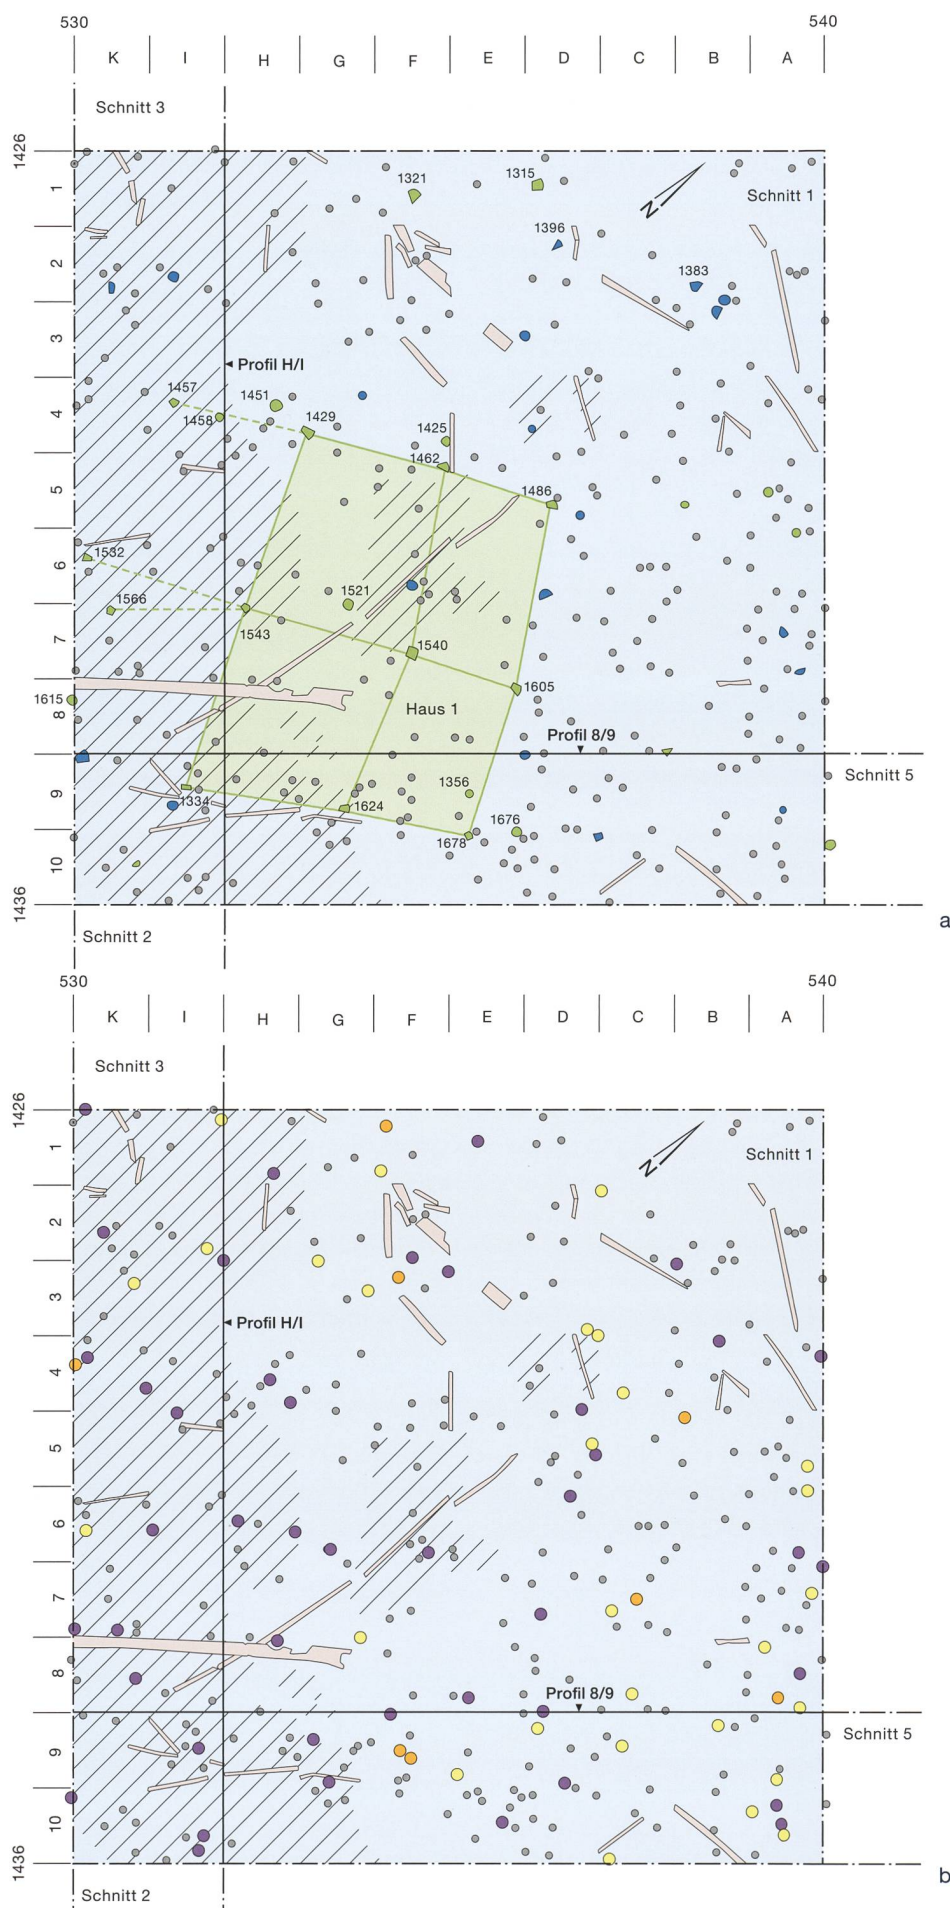 530 540
K I H G F E D C B A
Schnitt 3
1426
1
1321 1315
Schnitt 1
N
1396
2
1383
3
Profil H/I
1457 1451
4
1458 1429 1425
1462
5
1486
1532
6
1566 1521
1543
7
1540
1615
1605
8
Haus 1
Profil 8/9
Schnitt 5
9
1334 1624 1356
1676
1678
10
1436
a
Schnitt 2
530 540
K I H G F E D C B A
Schnitt 3
1426
1
Schnitt 1
N
2
3
Profil H/I
4
5
6
7
8
Profil 8/9
Schnitt 5
9
10
1436
b
Schnitt 2